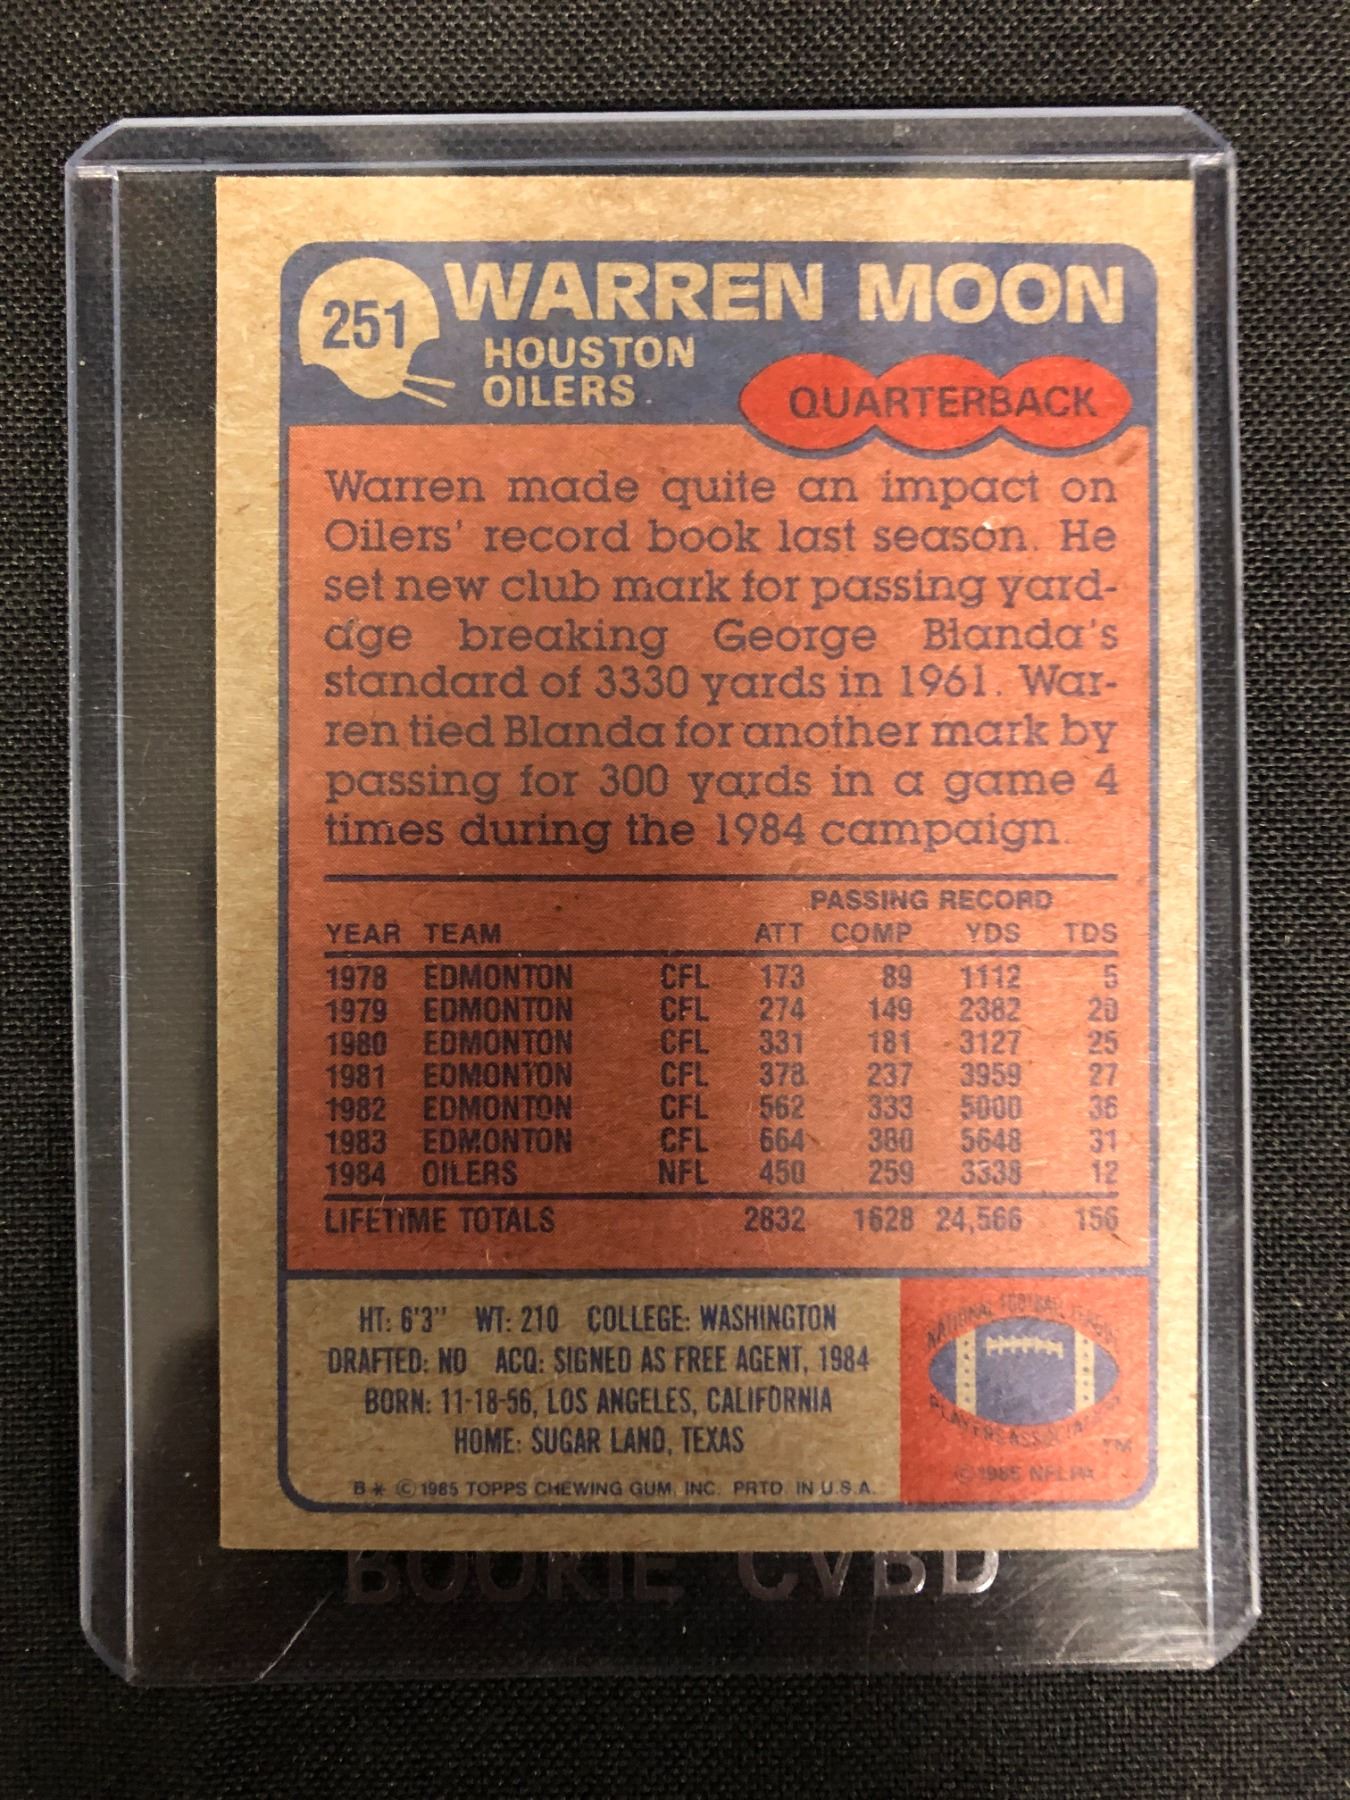 251
WARREN MOON
HOUSTON
OILERS
QUARTERBACK
Warren made quite an impact on
Oilers' record book last season. He
set new club mark for passing yard-
age breaking George Blanda's
standard of 3330 yards in 1961. War-
ren tied Blanda for another mark by
passing for 300 yards in a game 4
times during the 1984 campaign.
PASSING RECORD
YEAR TEAM ATT COMP YDS TDS
1978 EDMONTON CFL 173 89 1112 5
1979 EDMONTON CFL 274 149 2382 20
1980 EDMONTON CFL 331 181 3127 25
1981 EDMONTON CFL 378 237 3959 27
1982 EDMONTON CFL 562 333 5000 36
1983 EDMONTON CFL 664 380 5648 31
1984 OILERS NFL 450 259 3338 12
LIFETIME TOTALS 2832 1628 24,566 156
HT: 6'3" WT: 210 COLLEGE: WASHINGTON
DRAFTED: NO ACQ: SIGNED AS FREE AGENT, 1984
BORN: 11-18-56, LOS ANGELES, CALIFORNIA
HOME: SUGAR LAND, TEXAS
B * © 1985 TOPPS CHEWING GUM, INC. PRTD. IN U.S.A.
NATIONAL FOOTBALL LEAGUE
PLAYERS ASSOCIATION
TM
© 1985 NFLPA
ROOKIE CARD